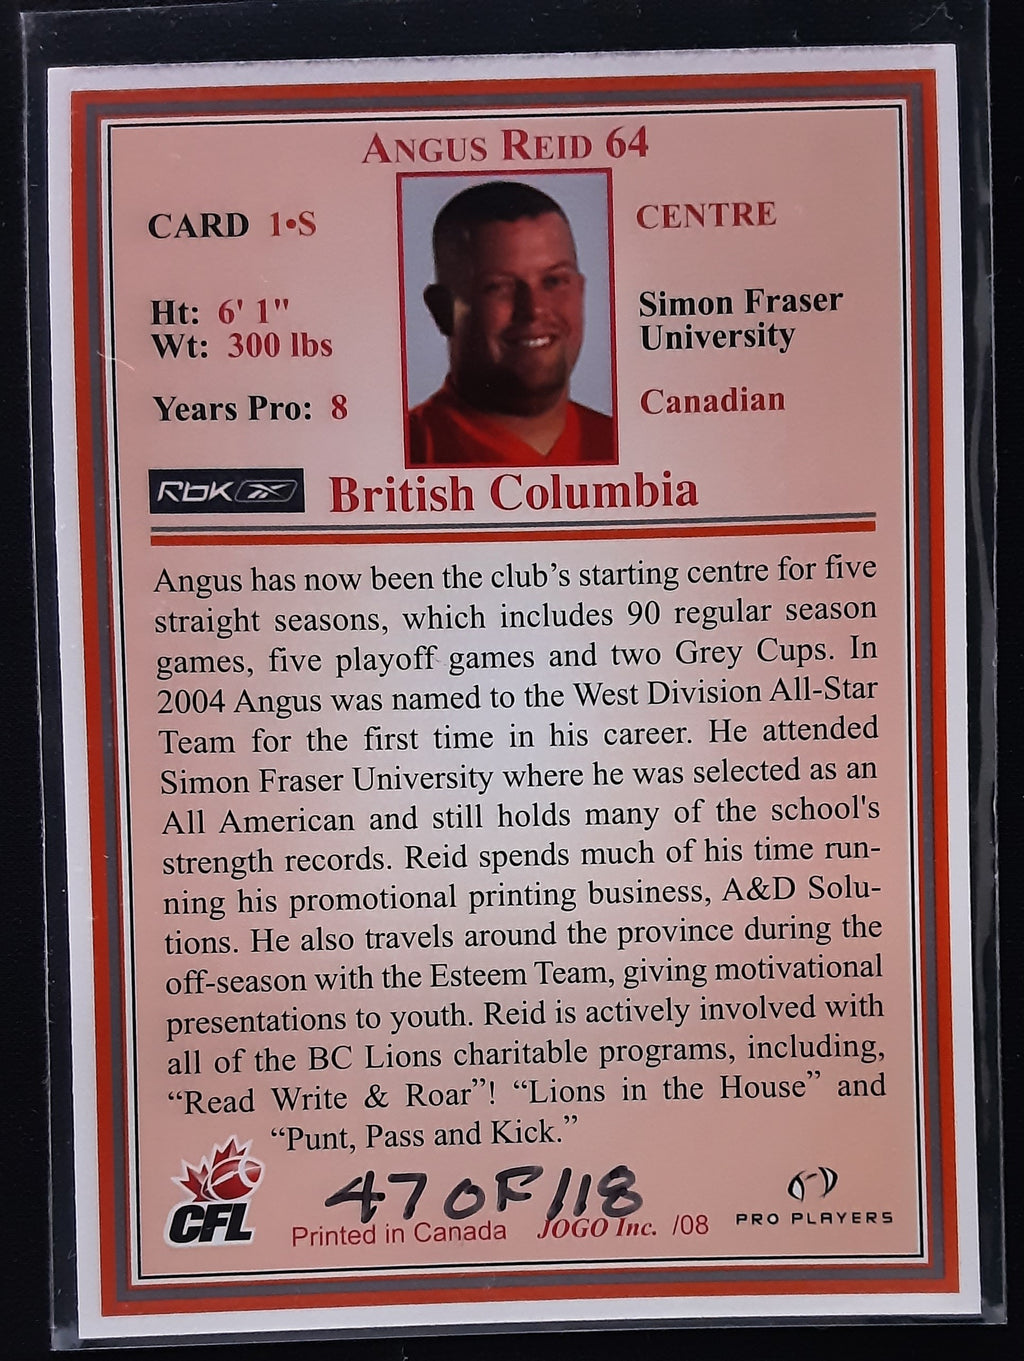 ANGUS REID 64
CARD 1•S
CENTRE
Ht: 6' 1"
Wt: 300 lbs
Simon Fraser
University
Years Pro: 8
Canadian
RbK
British Columbia
Angus has now been the club's starting centre for five
straight seasons, which includes 90 regular season
games, five playoff games and two Grey Cups. In
2004 Angus was named to the West Division All-Star
Team for the first time in his career. He attended
Simon Fraser University where he was selected as an
All American and still holds many of the school's
strength records. Reid spends much of his time run-
ning his promotional printing business, A&D Solu-
tions. He also travels around the province during the
off-season with the Esteem Team, giving motivational
presentations to youth. Reid is actively involved with
all of the BC Lions charitable programs, including,
“Read Write & Roar”! “Lions in the House” and
“Punt, Pass and Kick.”
47 OF 118
CFL
Printed in Canada JOGO Inc. /08
PRO PLAYERS